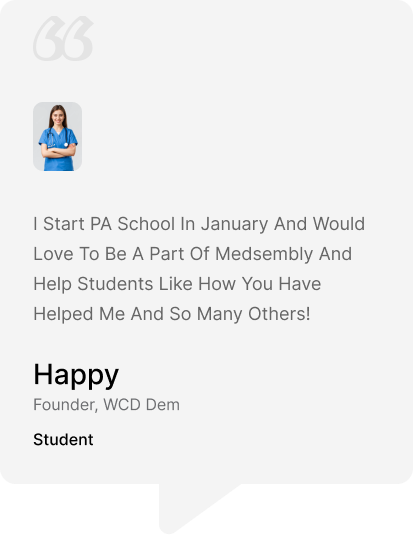 I Start PA School In January And Would
Love To Be A Part Of Medsembly And
Help Students Like How You Have
Helped Me And So Many Others!
Happy
Founder, WCD Dem
Student